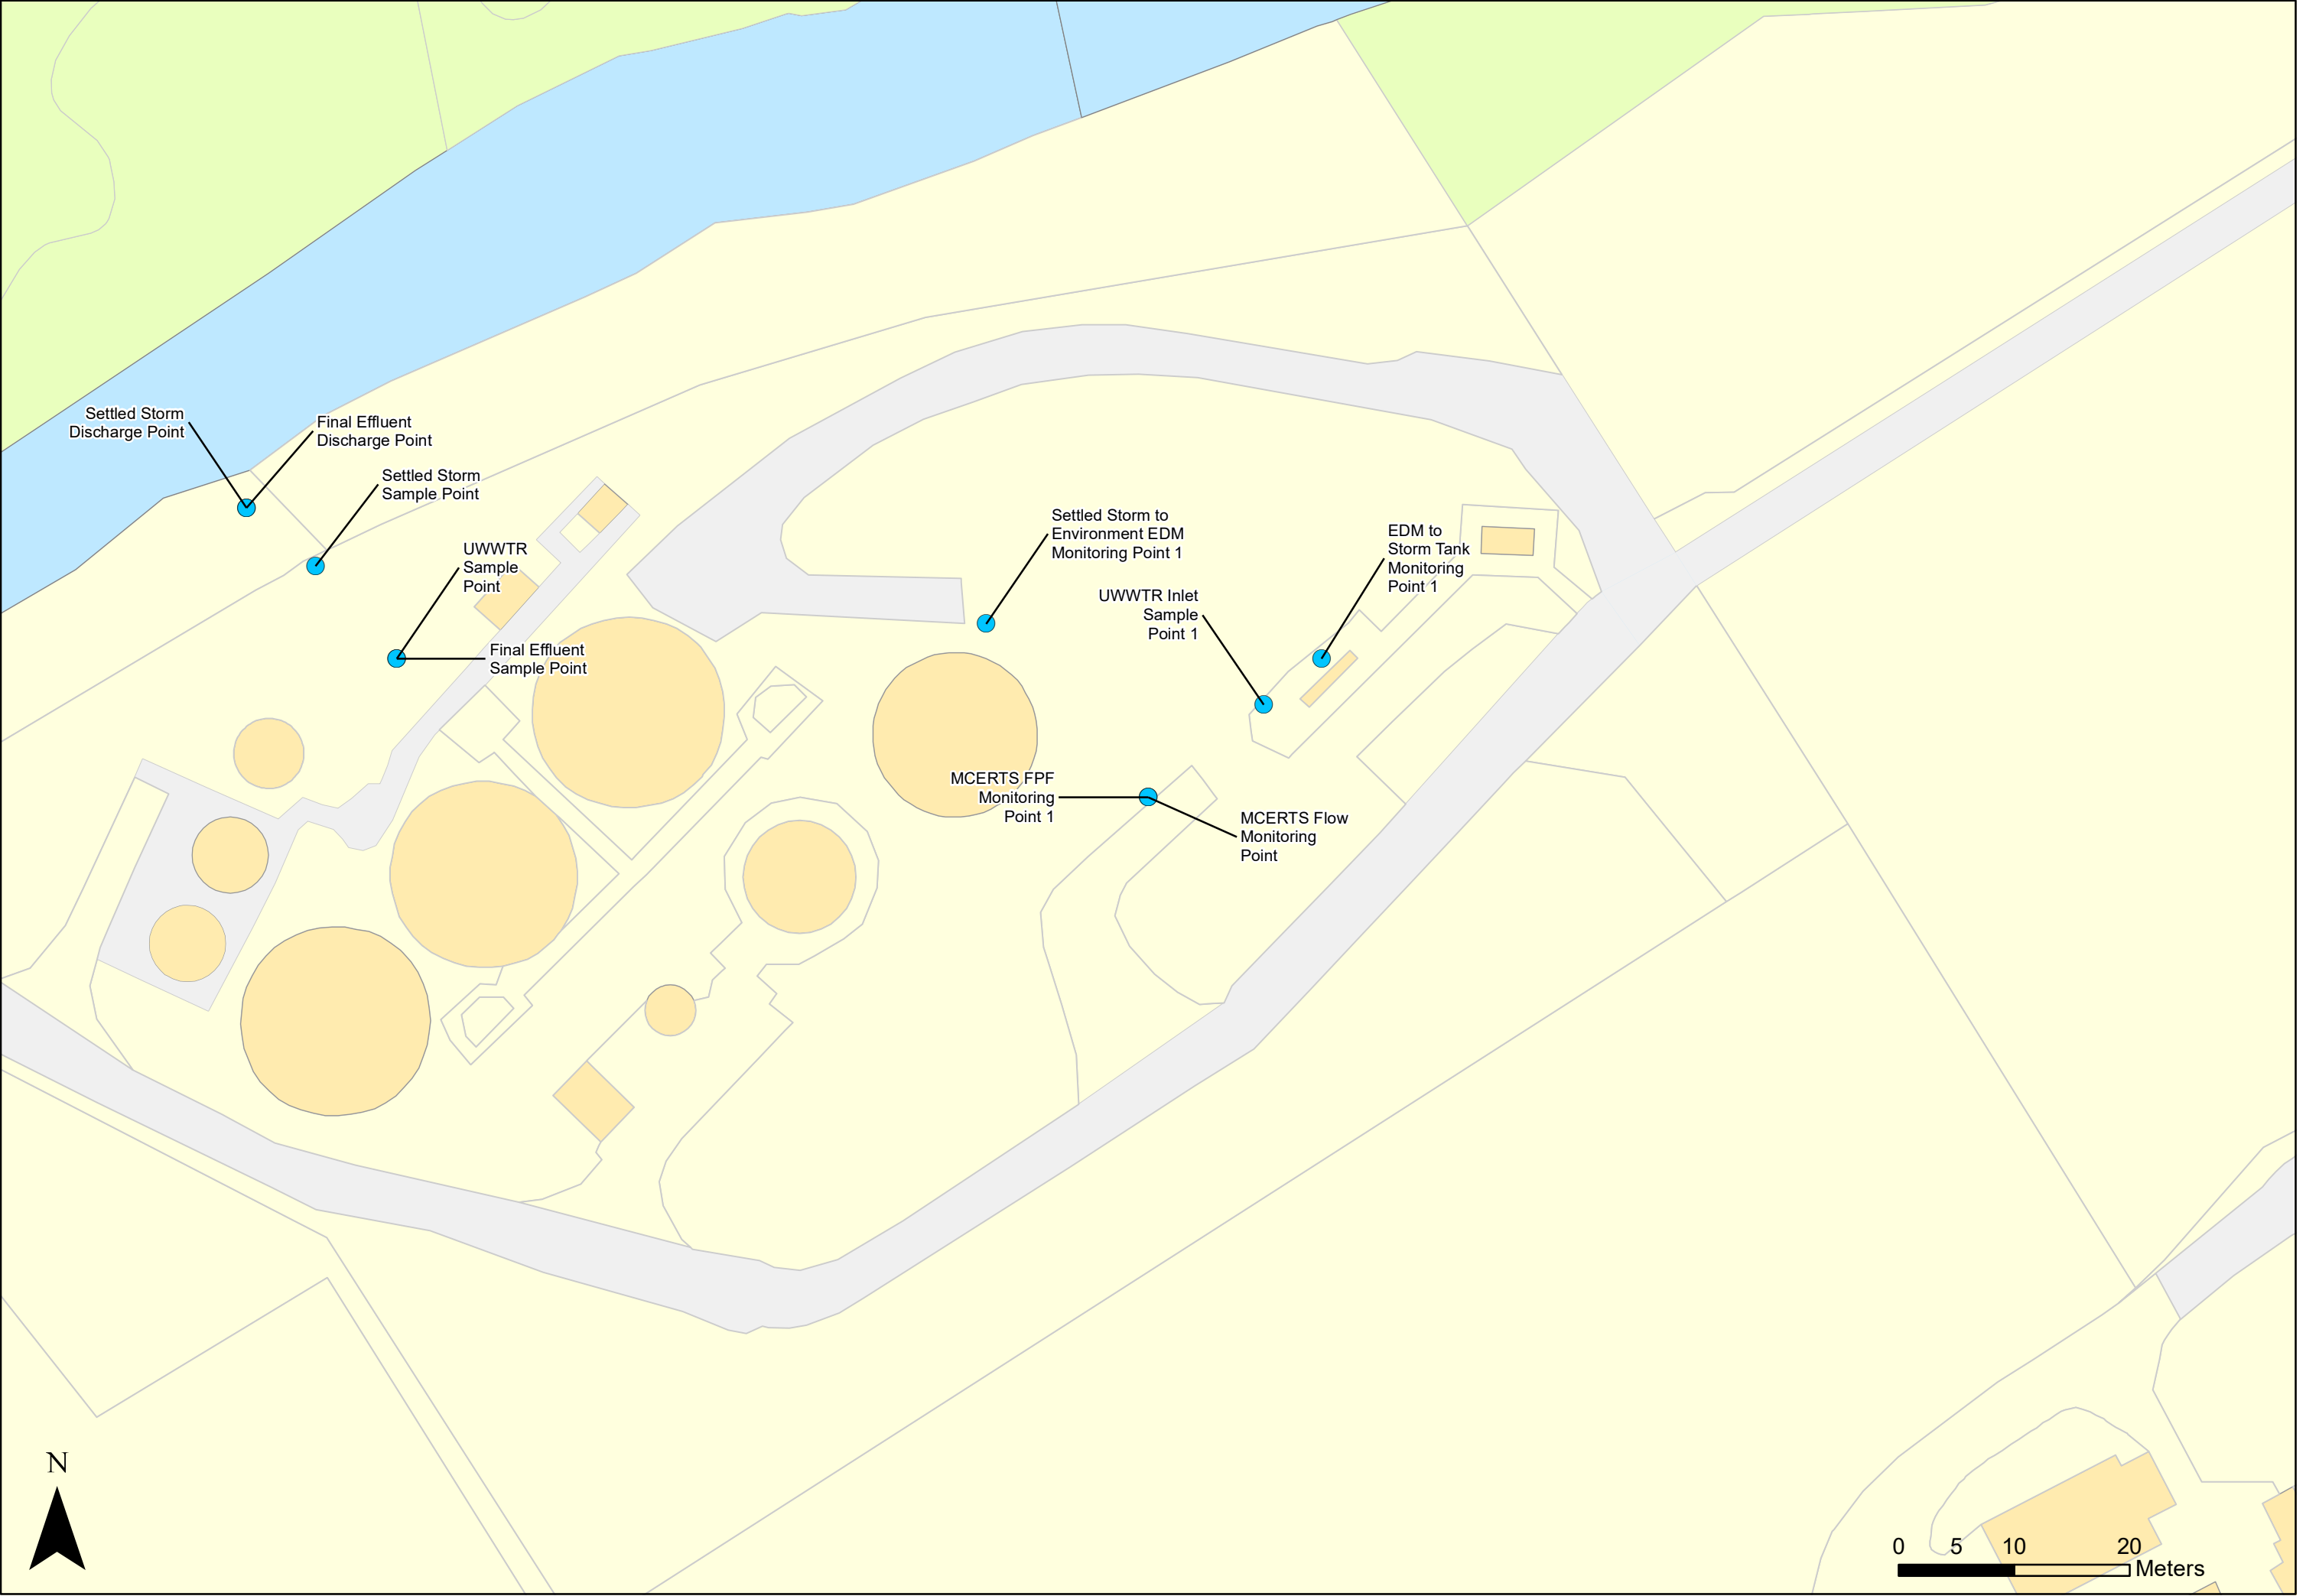 Settled Storm
Discharge Point
Final Effluent
Discharge Point
Settled Storm
Sample Point
UWWTR
Sample
Point
Final Effluent
Sample Point
Settled Storm to
Environment EDM
Monitoring Point 1
EDM to
Storm Tank
Monitoring
Point 1
UWWTR Inlet
Sample
Point 1
MCERTS FPF
Monitoring
Point 1
MCERTS Flow
Monitoring
Point
N
0 5 10 20
Meters